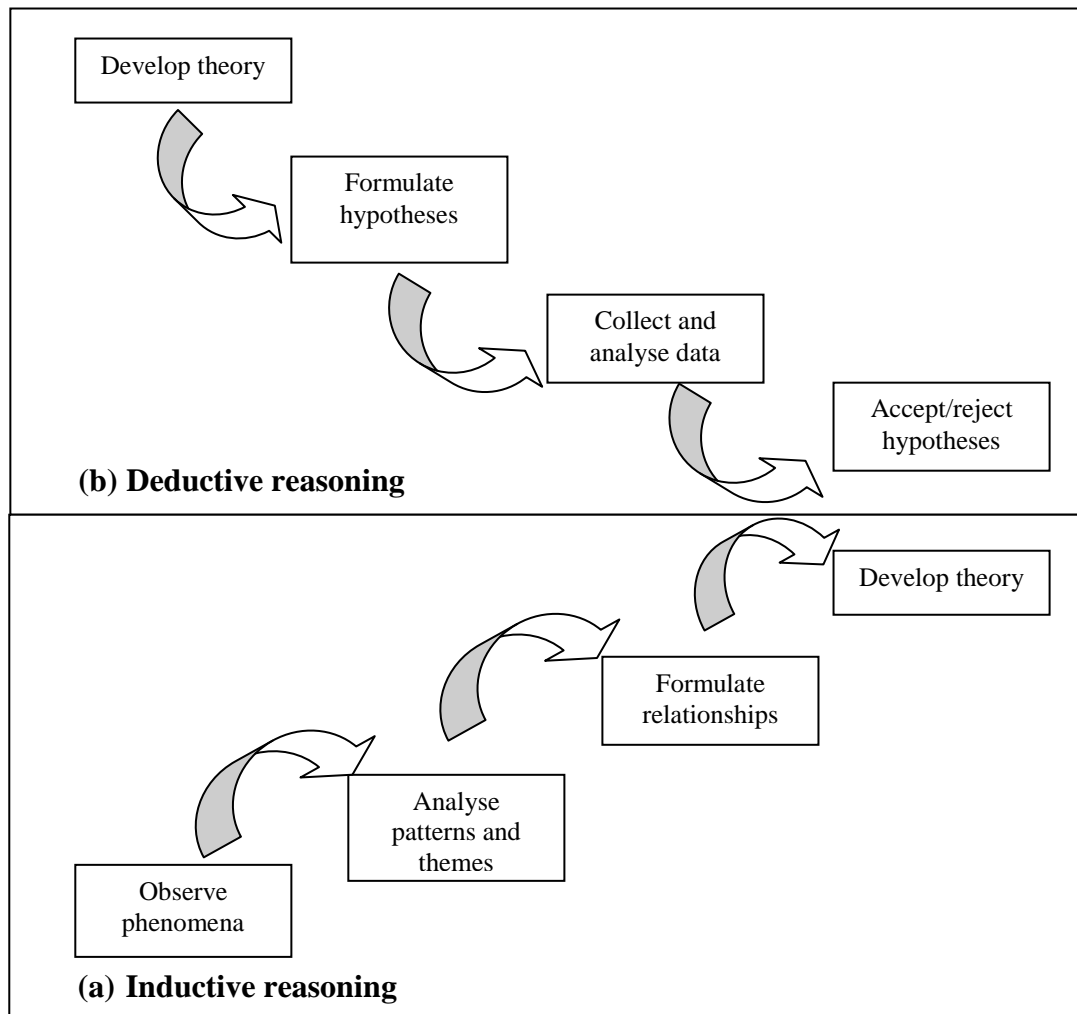 Develop theory
Formulate
hypotheses
Collect and
analyse data
Accept/reject
hypotheses
(b) Deductive reasoning
Develop theory
Formulate
relationships
Analyse
patterns and
themes
Observe
phenomena
(a) Inductive reasoning